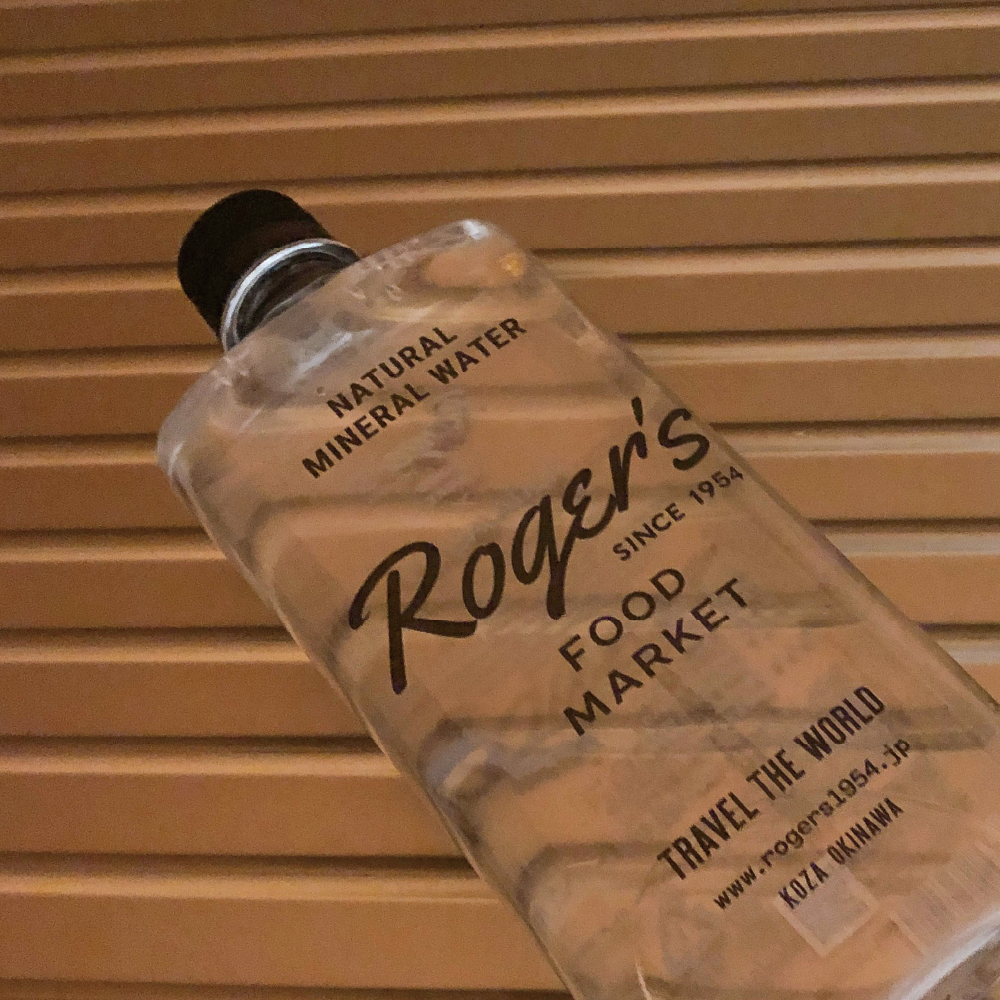 NATURAL
MINERAL WATER
Roger's
SINCE 1954
FOOD
MARKET
TRAVEL THE WORLD
www.rogers1954.jp
KOZA OKINAWA